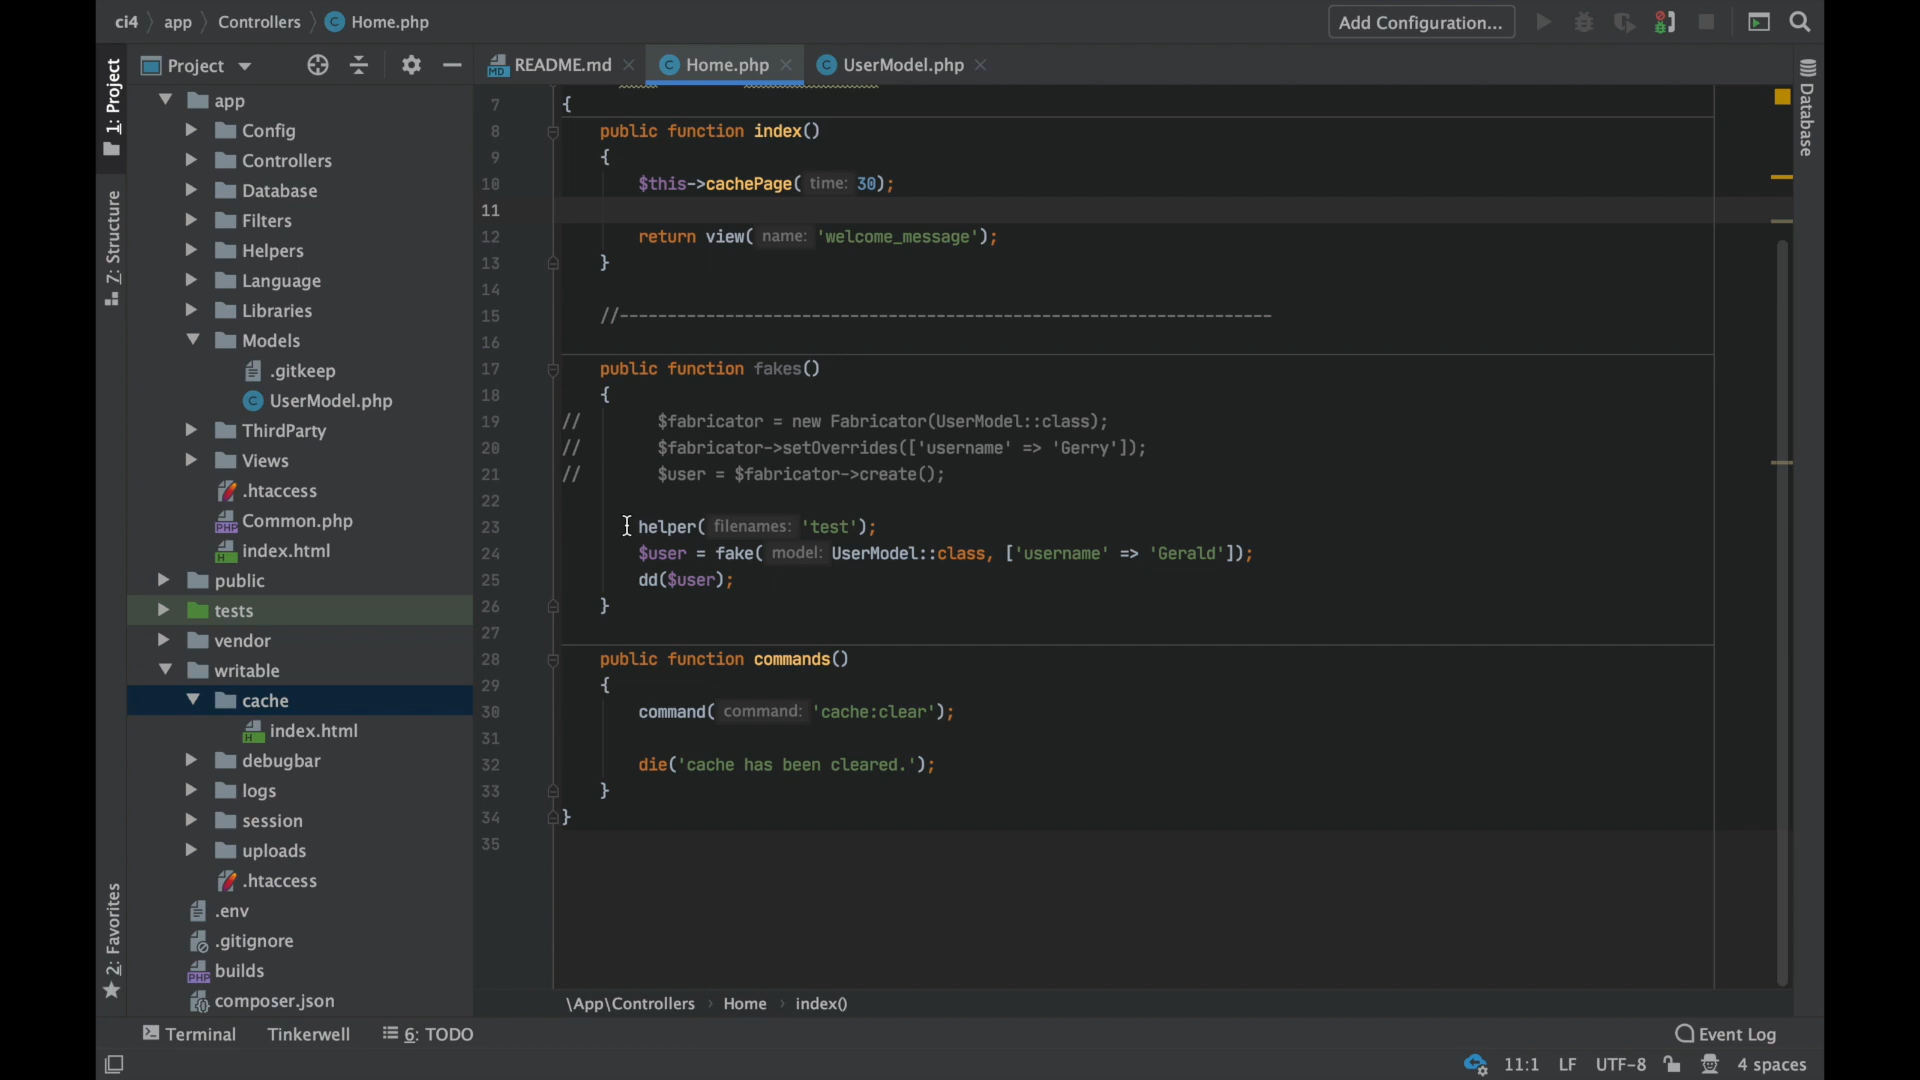 ci4 app Controllers Home.php
Add Configuration...
1: Project
Z: Structure
2: Favorites
Project
app
Config
Controllers
Database
Filters
Helpers
Language
Libraries
Models
.gitkeep
UserModel.php
ThirdParty
Views
.htaccess
Common.php
index.html
public
tests
vendor
writable
cache
index.html
debugbar
logs
session
uploads
.htaccess
.env
.gitignore
builds
composer.json
README.md Home.php UserModel.php
7 {
8 public function index()
9 {
10 $this->cachePage( time: 30);
11
12 return view( name: 'welcome_message');
13 }
14
15 //--------------------------------------------------------------------
16
17 public function fakes()
18 {
19 // $fabricator = new Fabricator(UserModel::class);
20 // $fabricator->setOverrides(['username' => 'Gerry']);
21 // $user = $fabricator->create();
22
23 helper( filenames: 'test');
24 $user = fake( model: UserModel::class, ['username' => 'Gerald']);
25 dd($user);
26 }
27
28 public function commands()
29 {
30 command( command: 'cache:clear');
31
32 die('cache has been cleared.');
33 }
34 }
35
Database
\App\Controllers Home index()
Terminal Tinkerwell 6: TODO Event Log
11:1 LF UTF-8 4 spaces